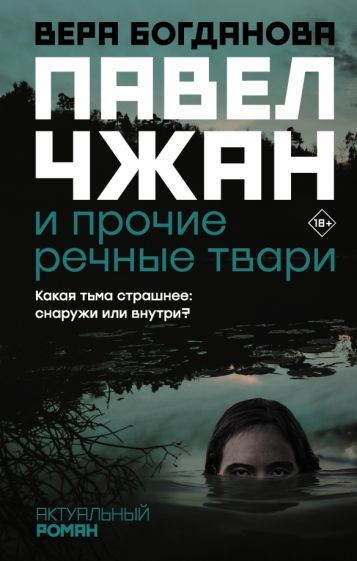 ВЕРА БОГДАНОВА
ПАВЕЛ
ЧЖАН
и прочие
речные твари
18+
Какая тьма страшнее:
снаружи или внутри?
АКТУАЛЬНЫЙ
РОМАН